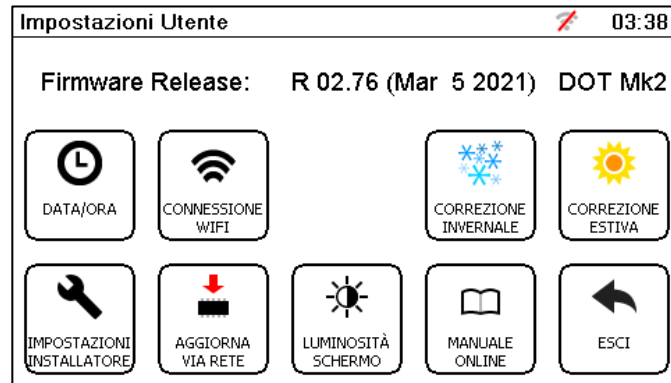 Impostazioni Utente 03:38
Firmware Release: R 02.76 (Mar 5 2021) DOT Mk2
DATA/ORA
CONNESSIONE
WIFI
CORREZIONE
INVERNALE
CORREZIONE
ESTIVA
IMPOSTAZIONI
INSTALLATORE
AGGIORNA
VIA RETE
LUMINOSITÀ
SCHERMO
MANUALE
ONLINE
ESCI